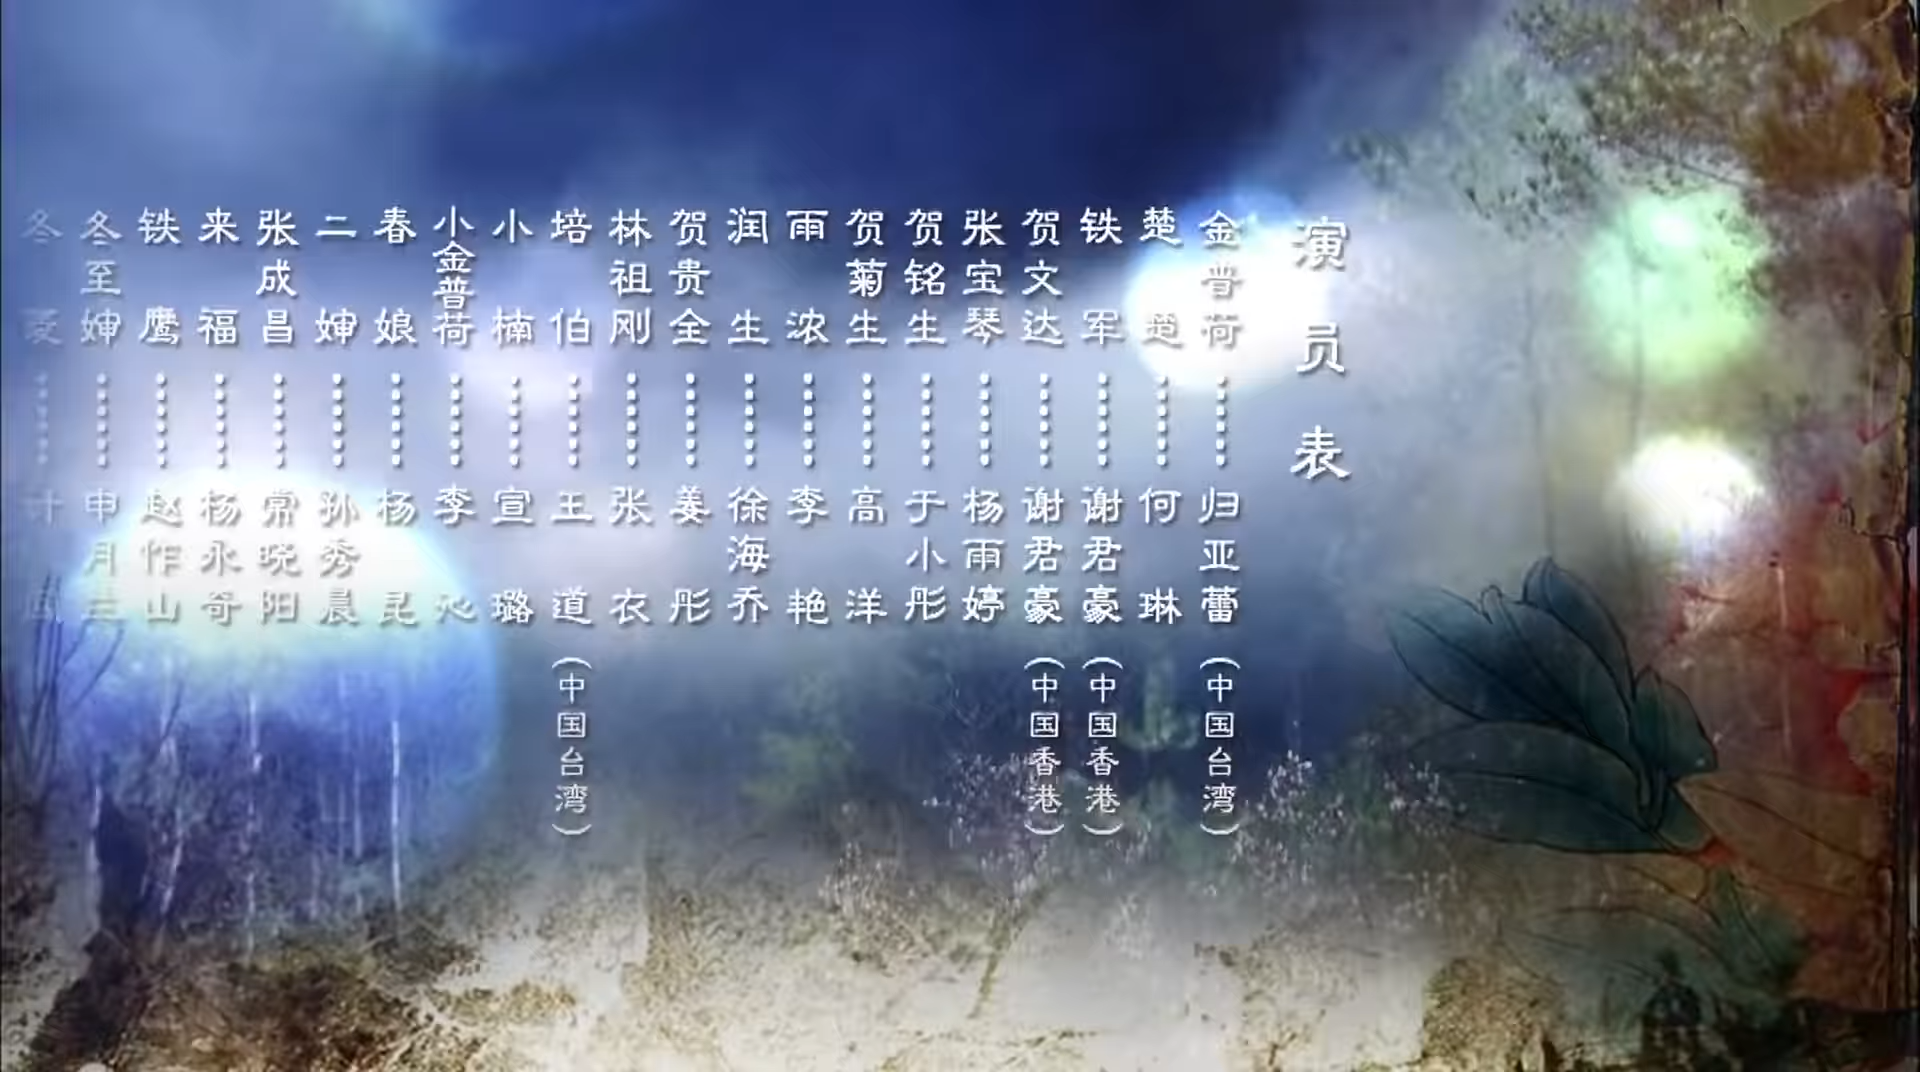 演员表
金普荷……归亚蕾(中国台湾)
楚楚……何琳
铁军……谢君豪(中国香港)
贺文达……谢君豪(中国香港)
张宝琴……杨雨婷
贺铭生……于小彤
贺菊生……高洋
雨浓……李艳
润生……徐海乔
贺贵全……姜彤
林祖刚……张衣
培伯……王道(中国台湾)
小楠……宣璐
小金普荷……李沁
春娘……杨昆
二婶……孙秀晨
张成昌……常晓阳
来福……杨永奇
铁鹰……赵作山
冬至婶……申月兰